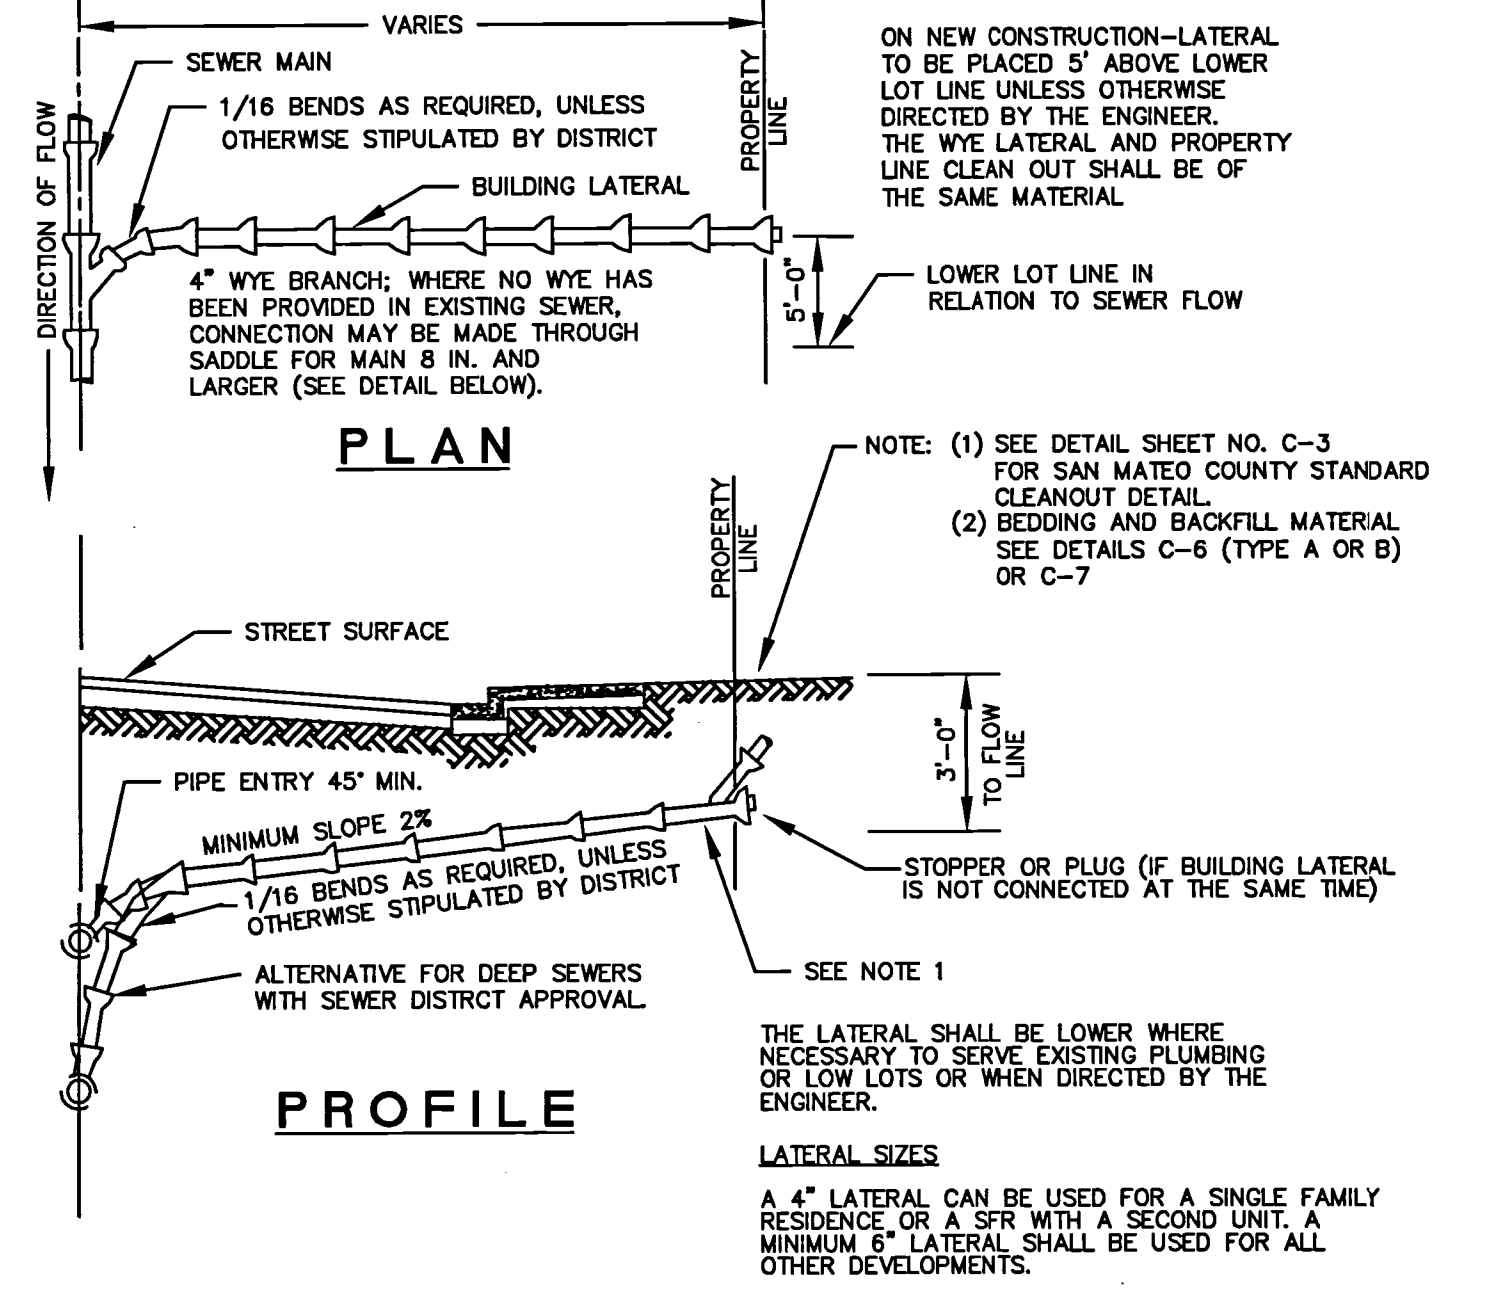 VARIES
SEWER MAIN
1/16 BENDS AS REQUIRED, UNLESS
OTHERWISE STIPULATED BY DISTRICT
BUILDING LATERAL
DIRECTION OF FLOW
PROPERTY
LINE
ON NEW CONSTRUCTION-LATERAL
TO BE PLACED 5' ABOVE LOWER
LOT LINE UNLESS OTHERWISE
DIRECTED BY THE ENGINEER.
THE WYE LATERAL AND PROPERTY
LINE CLEAN OUT SHALL BE OF
THE SAME MATERIAL
4" WYE BRANCH; WHERE NO WYE HAS
BEEN PROVIDED IN EXISTING SEWER,
CONNECTION MAY BE MADE THROUGH
SADDLE FOR MAIN 8 IN. AND
LARGER (SEE DETAIL BELOW).
5'-0"
LOWER LOT LINE IN
RELATION TO SEWER FLOW
PLAN
NOTE: (1) SEE DETAIL SHEET NO. C-3
FOR SAN MATEO COUNTY STANDARD
CLEANOUT DETAIL.
(2) BEDDING AND BACKFILL MATERIAL
SEE DETAILS C-6 (TYPE A OR B)
OR C-7
PROPERTY
LINE
STREET SURFACE
3'-0"
TO FLOW
LINE
PIPE ENTRY 45° MIN.
MINIMUM SLOPE 2%
1/16 BENDS AS REQUIRED, UNLESS
OTHERWISE STIPULATED BY DISTRICT
STOPPER OR PLUG (IF BUILDING LATERAL
IS NOT CONNECTED AT THE SAME TIME)
SEE NOTE 1
ALTERNATIVE FOR DEEP SEWERS
WITH SEWER DISTRCT APPROVAL.
PROFILE
THE LATERAL SHALL BE LOWER WHERE
NECESSARY TO SERVE EXISTING PLUMBING
OR LOW LOTS OR WHEN DIRECTED BY THE
ENGINEER.
LATERAL SIZES
A 4" LATERAL CAN BE USED FOR A SINGLE FAMILY
RESIDENCE OR A SFR WITH A SECOND UNIT. A
MINIMUM 6" LATERAL SHALL BE USED FOR ALL
OTHER DEVELOPMENTS.